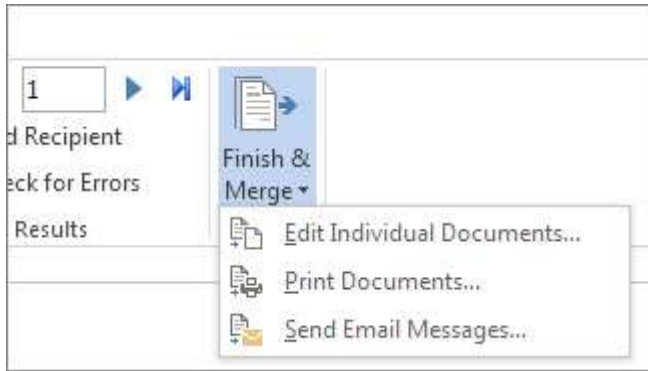 1
d Recipient
eck for Errors
Results
Finish &
Merge
Edit Individual Documents...
Print Documents...
Send Email Messages...